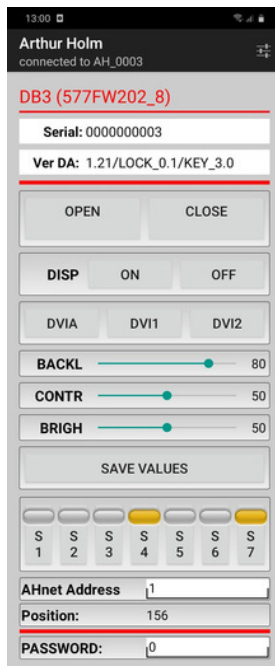 13:00
Arthur Holm
connected to AH_0003
DB3 (577FW202_8)
Serial: 0000000003
Ver DA: 1.21/LOCK_0.1/KEY_3.0
OPEN CLOSE
DISP ON OFF
DVIA DVI1 DVI2
BACKL 80
CONTR 50
BRIGH 50
SAVE VALUES
S S S S S S S
1 2 3 4 5 6 7
AHnet Address 1
Position: 156
PASSWORD: 0